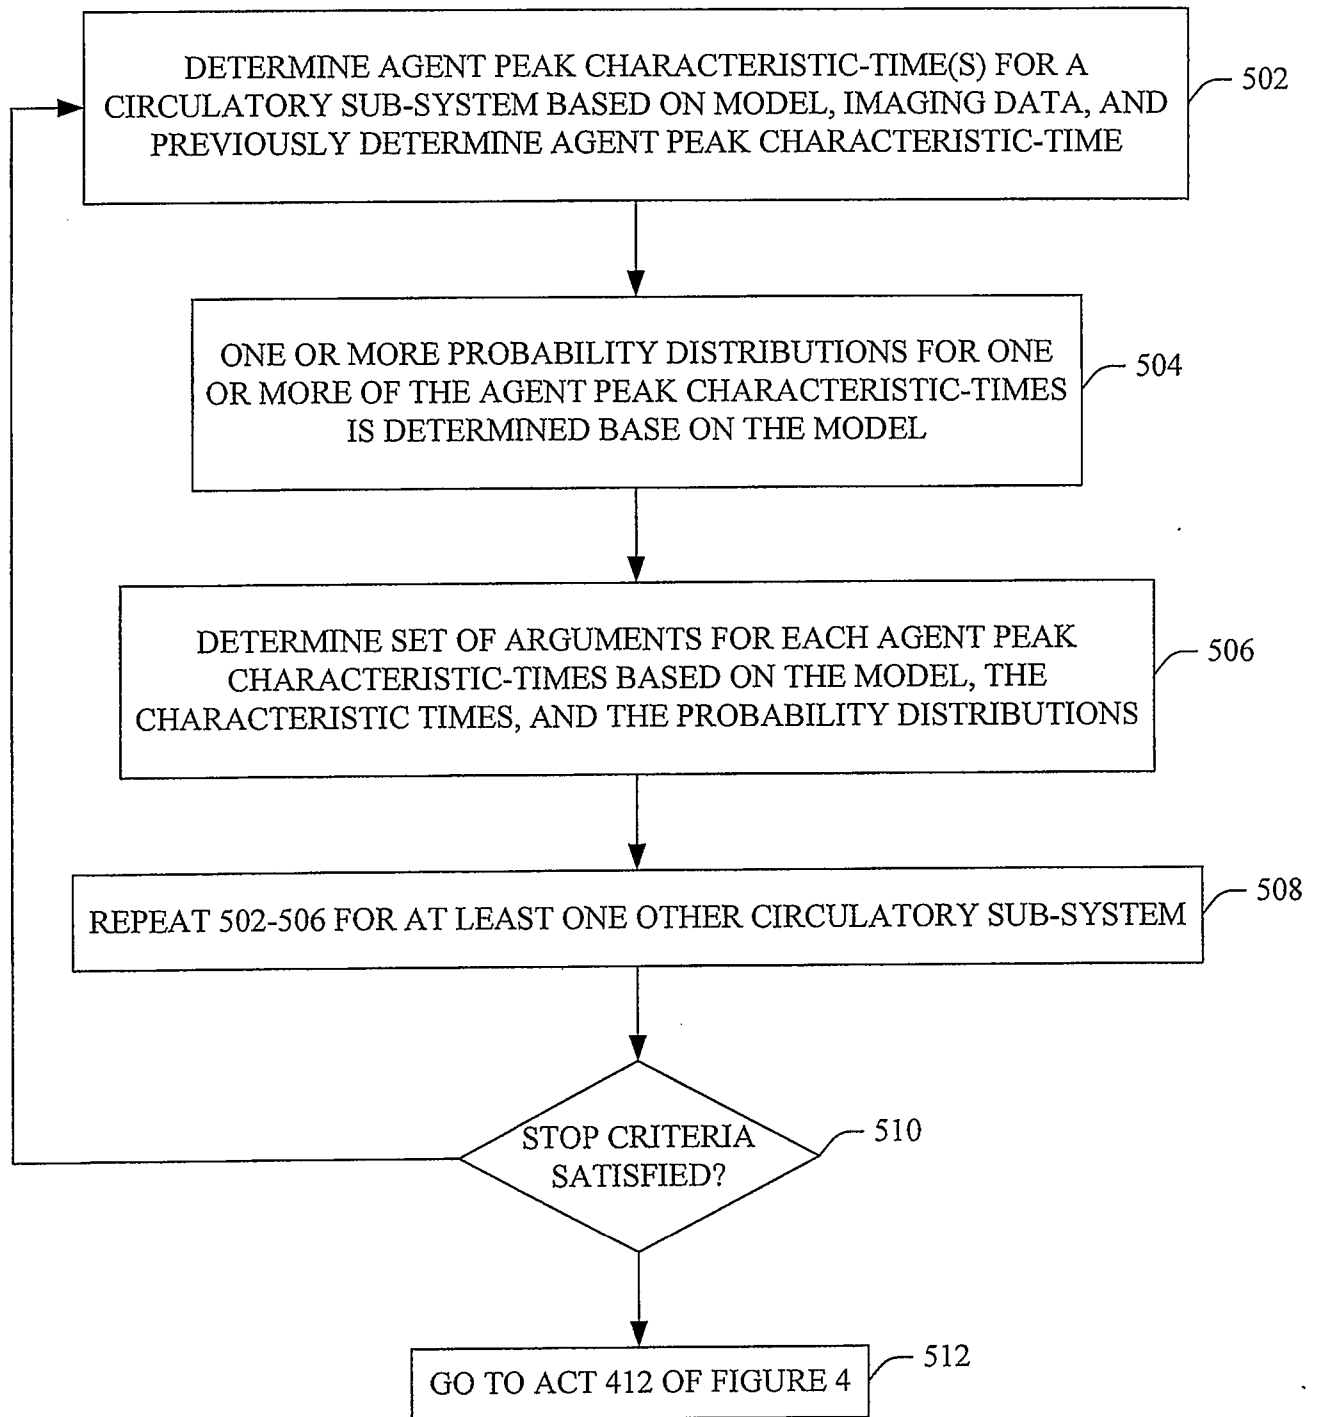 DETERMINE AGENT PEAK CHARACTERISTIC-TIME(S) FOR A
CIRCULATORY SUB-SYSTEM BASED ON MODEL, IMAGING DATA, AND
PREVIOUSLY DETERMINE AGENT PEAK CHARACTERISTIC-TIME
502
ONE OR MORE PROBABILITY DISTRIBUTIONS FOR ONE
OR MORE OF THE AGENT PEAK CHARACTERISTIC-TIMES
IS DETERMINED BASE ON THE MODEL
504
DETERMINE SET OF ARGUMENTS FOR EACH AGENT PEAK
CHARACTERISTIC-TIMES BASED ON THE MODEL, THE
CHARACTERISTIC TIMES, AND THE PROBABILITY DISTRIBUTIONS
506
REPEAT 502-506 FOR AT LEAST ONE OTHER CIRCULATORY SUB-SYSTEM
508
STOP CRITERIA
SATISFIED?
510
GO TO ACT 412 OF FIGURE 4
512